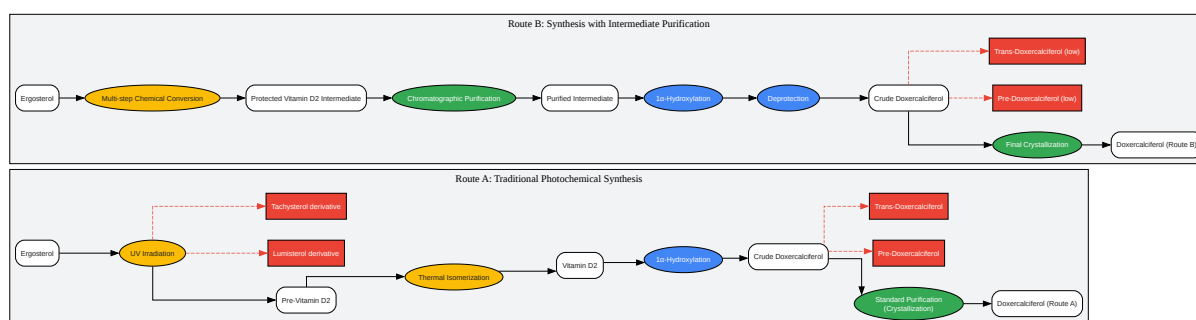 Route B: Synthesis with Intermediate Purification
Trans-Doxercalciferol (low)
Ergosterol
Multi-step Chemical Conversion
Protected Vitamin D2 Intermediate
Chromatographic Purification
Purified Intermediate
1α-Hydroxylation
Deprotection
Crude Doxercalciferol
Pre-Doxercalciferol (low)
Final Crystallization
Doxercalciferol (Route B)
Route A: Traditional Photochemical Synthesis
Tachysterol derivative
Trans-Doxercalciferol
Ergosterol
UV Irradiation
Lumisterol derivative
Pre-Vitamin D2
Thermal Isomerization
Vitamin D2
1α-Hydroxylation
Crude Doxercalciferol
Pre-Doxercalciferol
Standard Purification
(Crystallization)
Doxercalciferol (Route A)